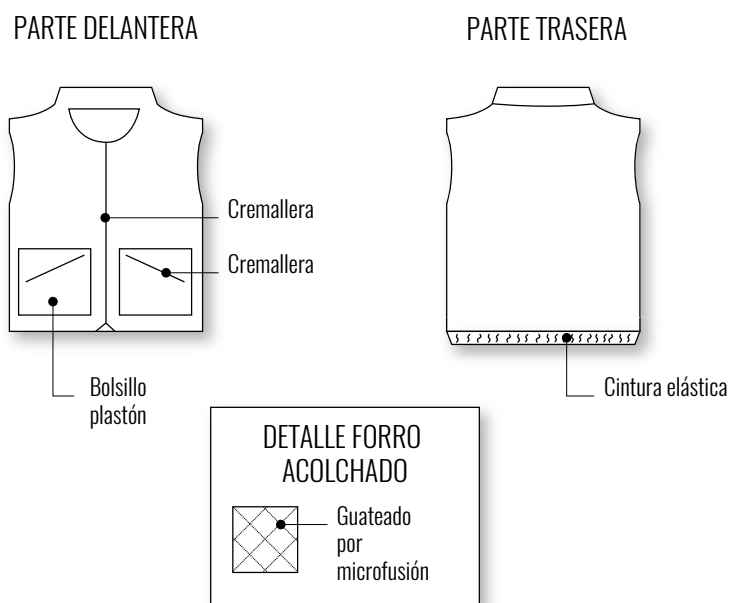 PARTE DELANTERA
PARTE TRASERA
Cremallera
Cremallera
Bolsillo
plastón
Cintura elástica
DETALLE FORRO
ACOLCHADO
Guateado
por
microfusión